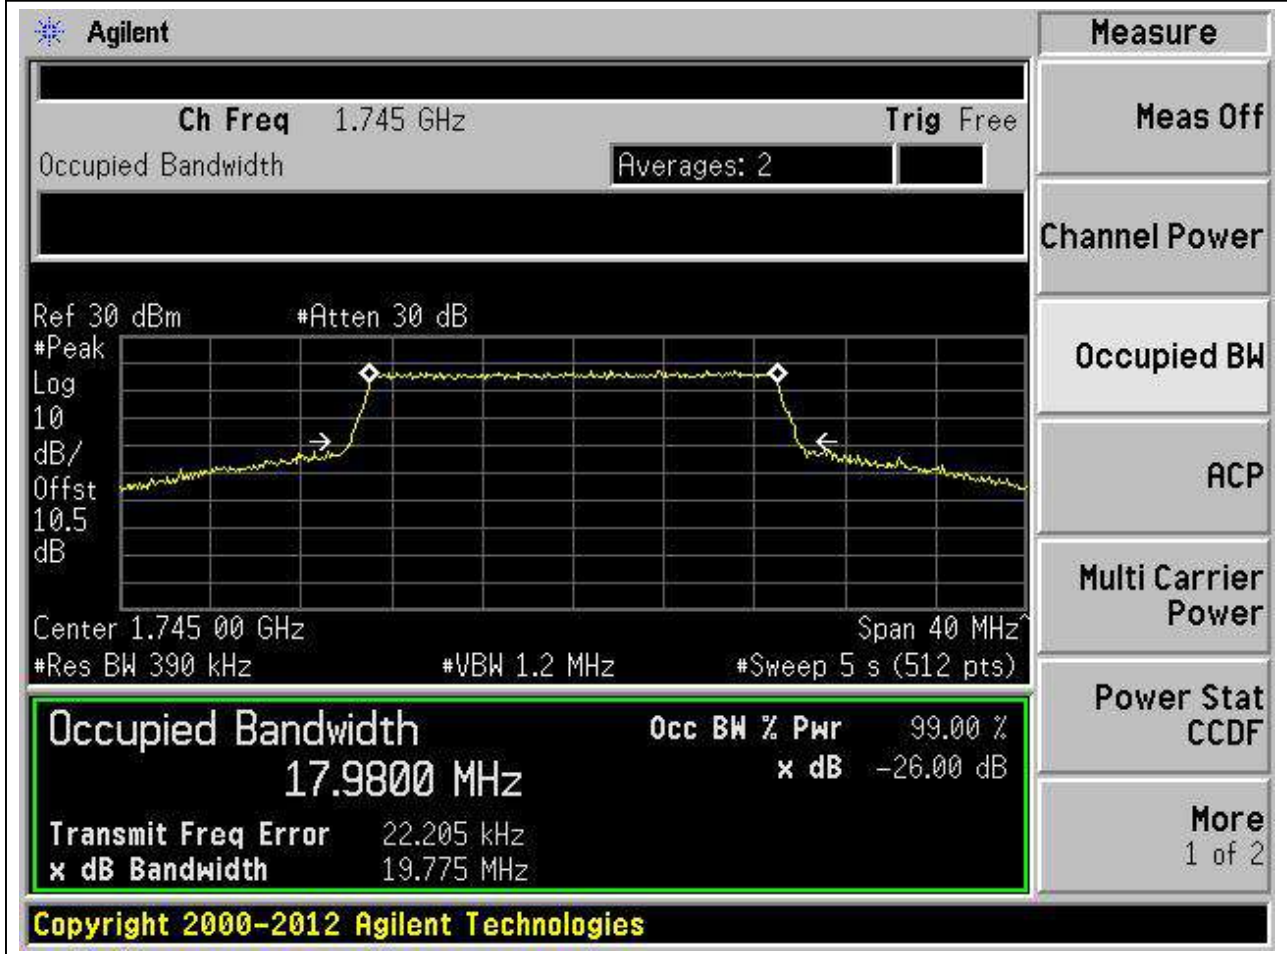 Agilent
Measure
Ch Freq 1.745 GHz Trig Free
Occupied Bandwidth Averages: 2
Ref 30 dBm #Atten 30 dB
#Peak
Log
10
dB/
Offst
10.5
dB
Center 1.745 00 GHz Span 40 MHz^
#Res BW 390 kHz #VBW 1.2 MHz #Sweep 5 s (512 pts)
Occupied Bandwidth
17.9800 MHz
Occ BW % Pwr 99.00 %
x dB -26.00 dB
Transmit Freq Error 22.205 kHz
x dB Bandwidth 19.775 MHz
Copyright 2000-2012 Agilent Technologies
Meas Off
Channel Power
Occupied BW
ACP
Multi Carrier
Power
Power Stat
CCDF
More
1 of 2